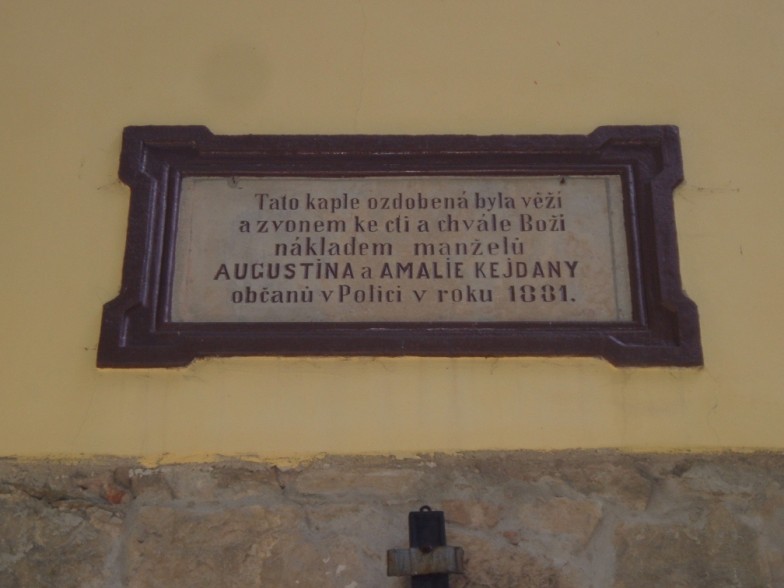 Tato kaple ozdobená byla věží
a zvonem ke cti a chvále Boží
nákladem manželů
AUGUSTINA a AMALIE KEJDANY
občanů v Polici v roku 1881.